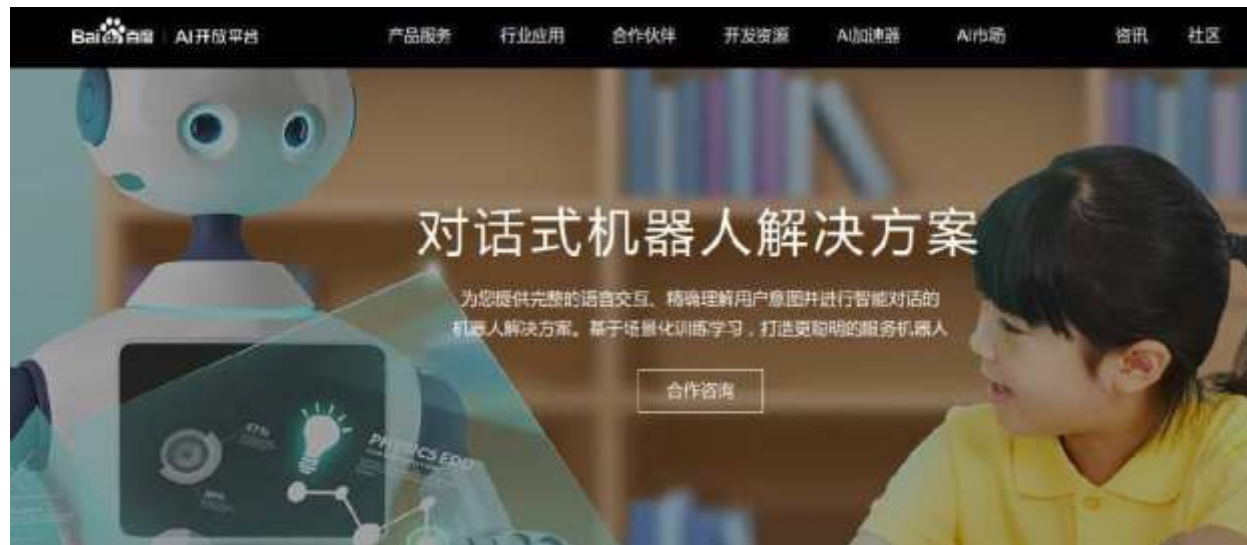 Bai百度 AI开放平台 产品服务 行业应用 合作伙伴 开发资源 AI加速器 AI市场 资讯 社区
对话式机器人解决方案
为您提供完整的语音交互、精确理解用户意图并进行智能对话的
机器人解决方案。基于场景化训练学习,打造更聪明的服务机器人
合作咨询
PHYSICS EDU